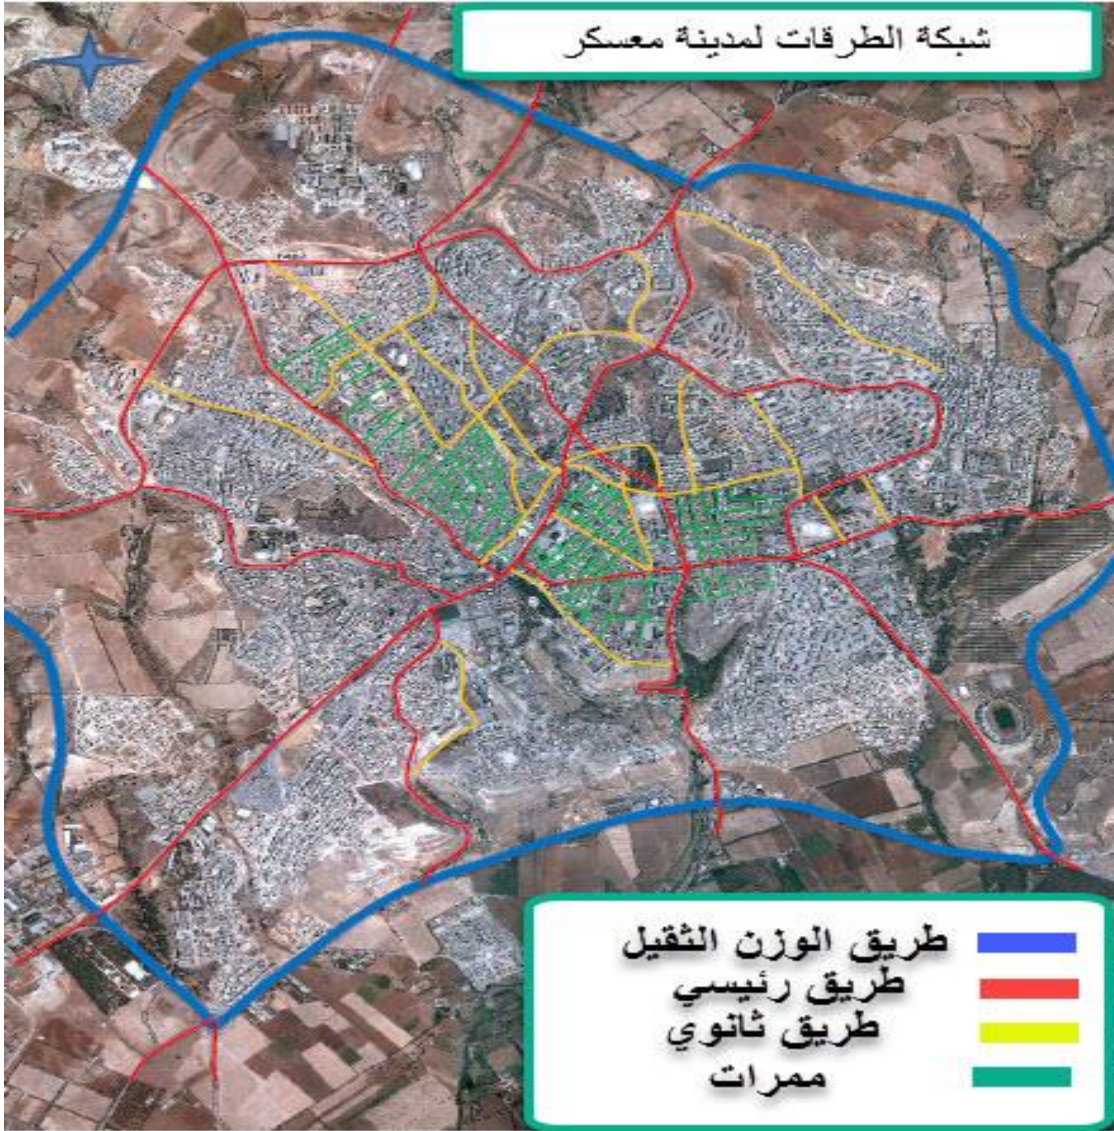 شبكة الطرقات لمدينة معسكر
طريق الوزن الثقيل
طريق رئيسي
طريق ثانوي
ممرات